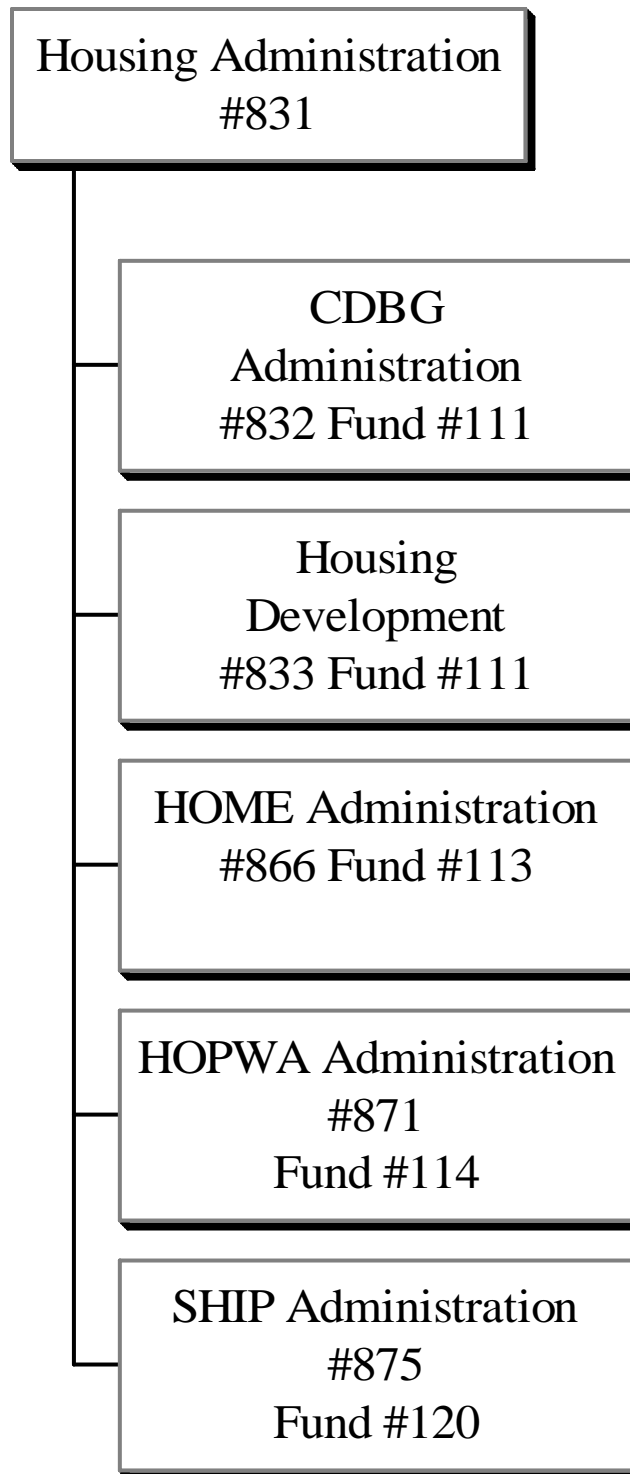 Housing Administration
#831
CDBG
Administration
#832 Fund #111
Housing
Development
#833 Fund #111
HOME Administration
#866 Fund #113
HOPWA Administration
#871
Fund #114
SHIP Administration
#875
Fund #120